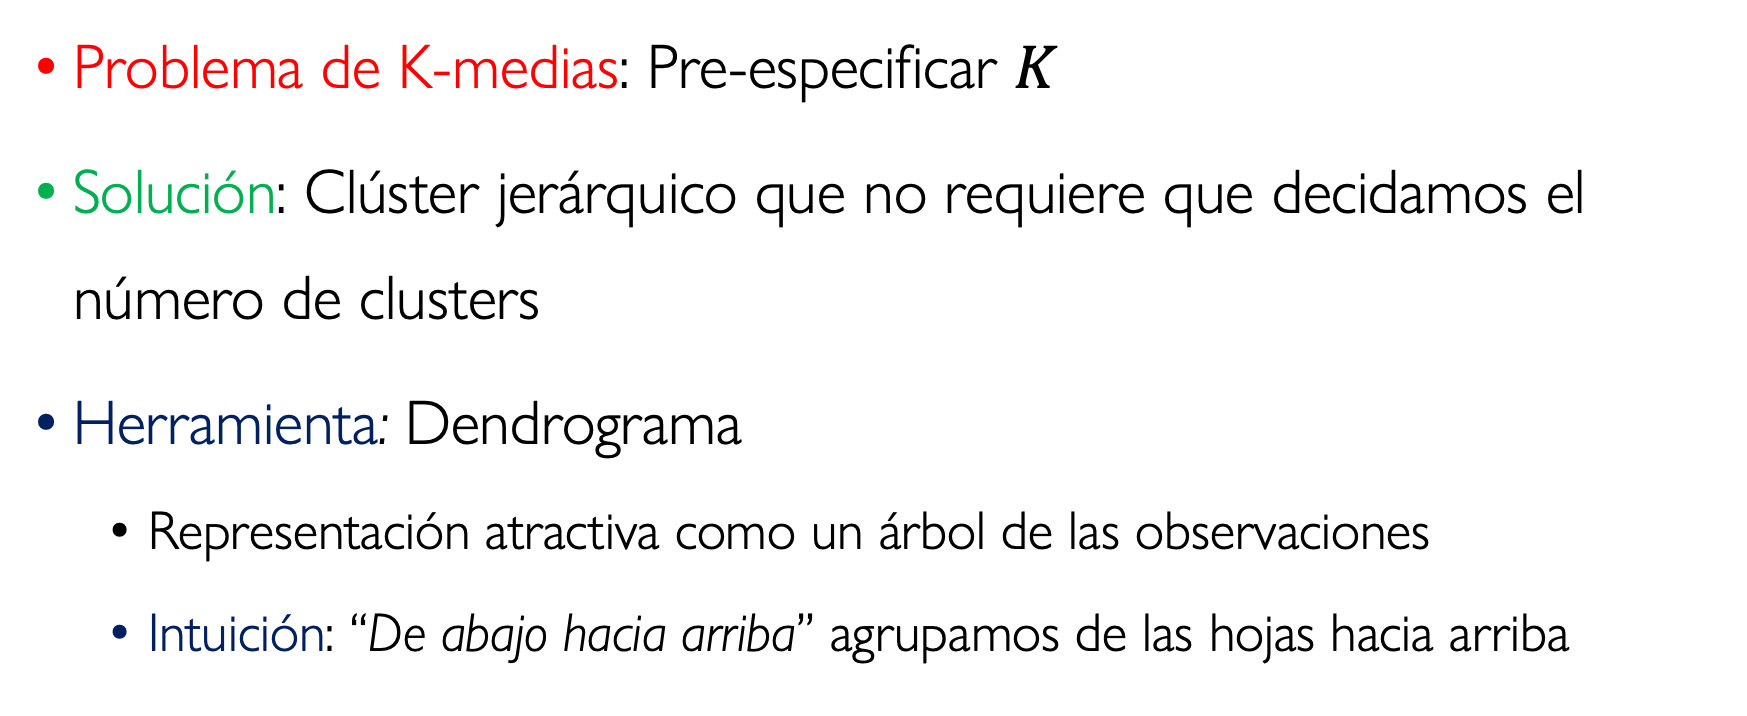 • Problema de K-medias: Pre-especificar K
• Solución: Clúster jerárquico que no requiere que decidamos el
número de clusters
• Herramienta: Dendrograma
• Representación atractiva como un árbol de las observaciones
• Intuición: “De abajo hacia arriba” agrupamos de las hojas hacia arriba